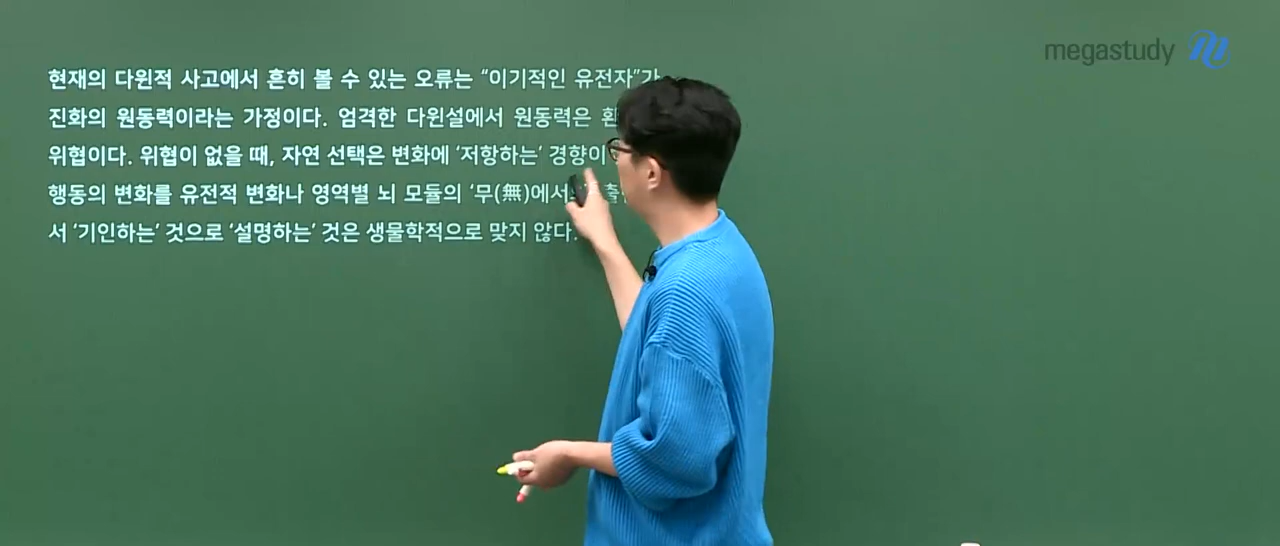 megastudy
현재의 다윈적 사고에서 흔히 볼 수 있는 오류는 “이기적인 유전자”가
진화의 원동력이라는 가정이다. 엄격한 다윈설에서 원동력은
위협이다. 위협이 없을 때, 자연 선택은 변화에 ‘저항하는’ 경향이
행동의 변화를 유전적 변화나 영역별 뇌 모듈의 ‘무(無)에서의
서 ‘기인하는’ 것으로 ‘설명하는’ 것은 생물학적으로 맞지 않다.